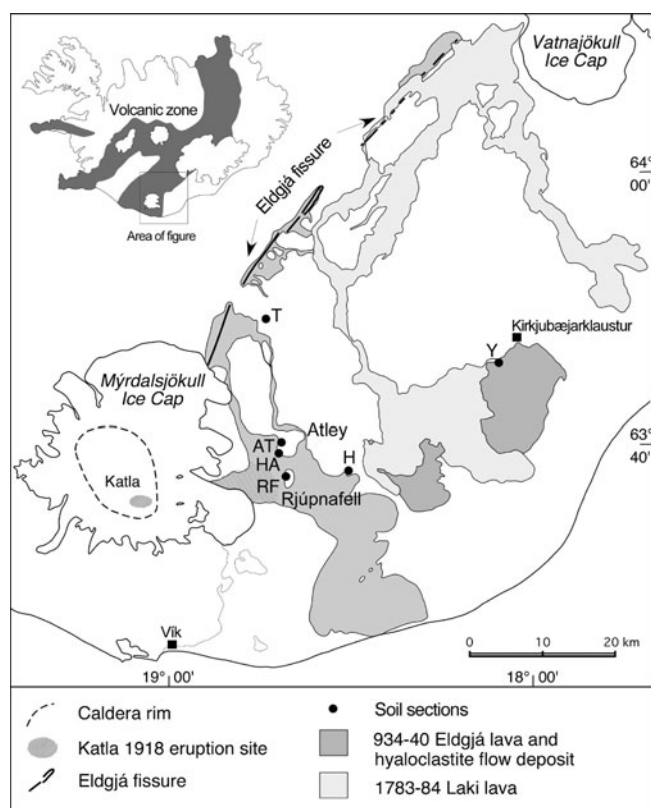 Vatnajökull
Ice Cap
Volcanic zone
Area of figure
Eldgjá fissure
64°
00'
T
Kirkjubæjarklaustur
Y
Mýrdalsjökull
Ice Cap
Atley
AT
HA
H
63°
40'
RF
Rjúpnafell
Katla
Vík
0 10 20 km
19° 00'
18° 00'
Caldera rim
Katla 1918 eruption site
Eldgjá fissure
Soil sections
934-40 Eldgjá lava and
hyaloclastite flow deposit
1783-84 Laki lava